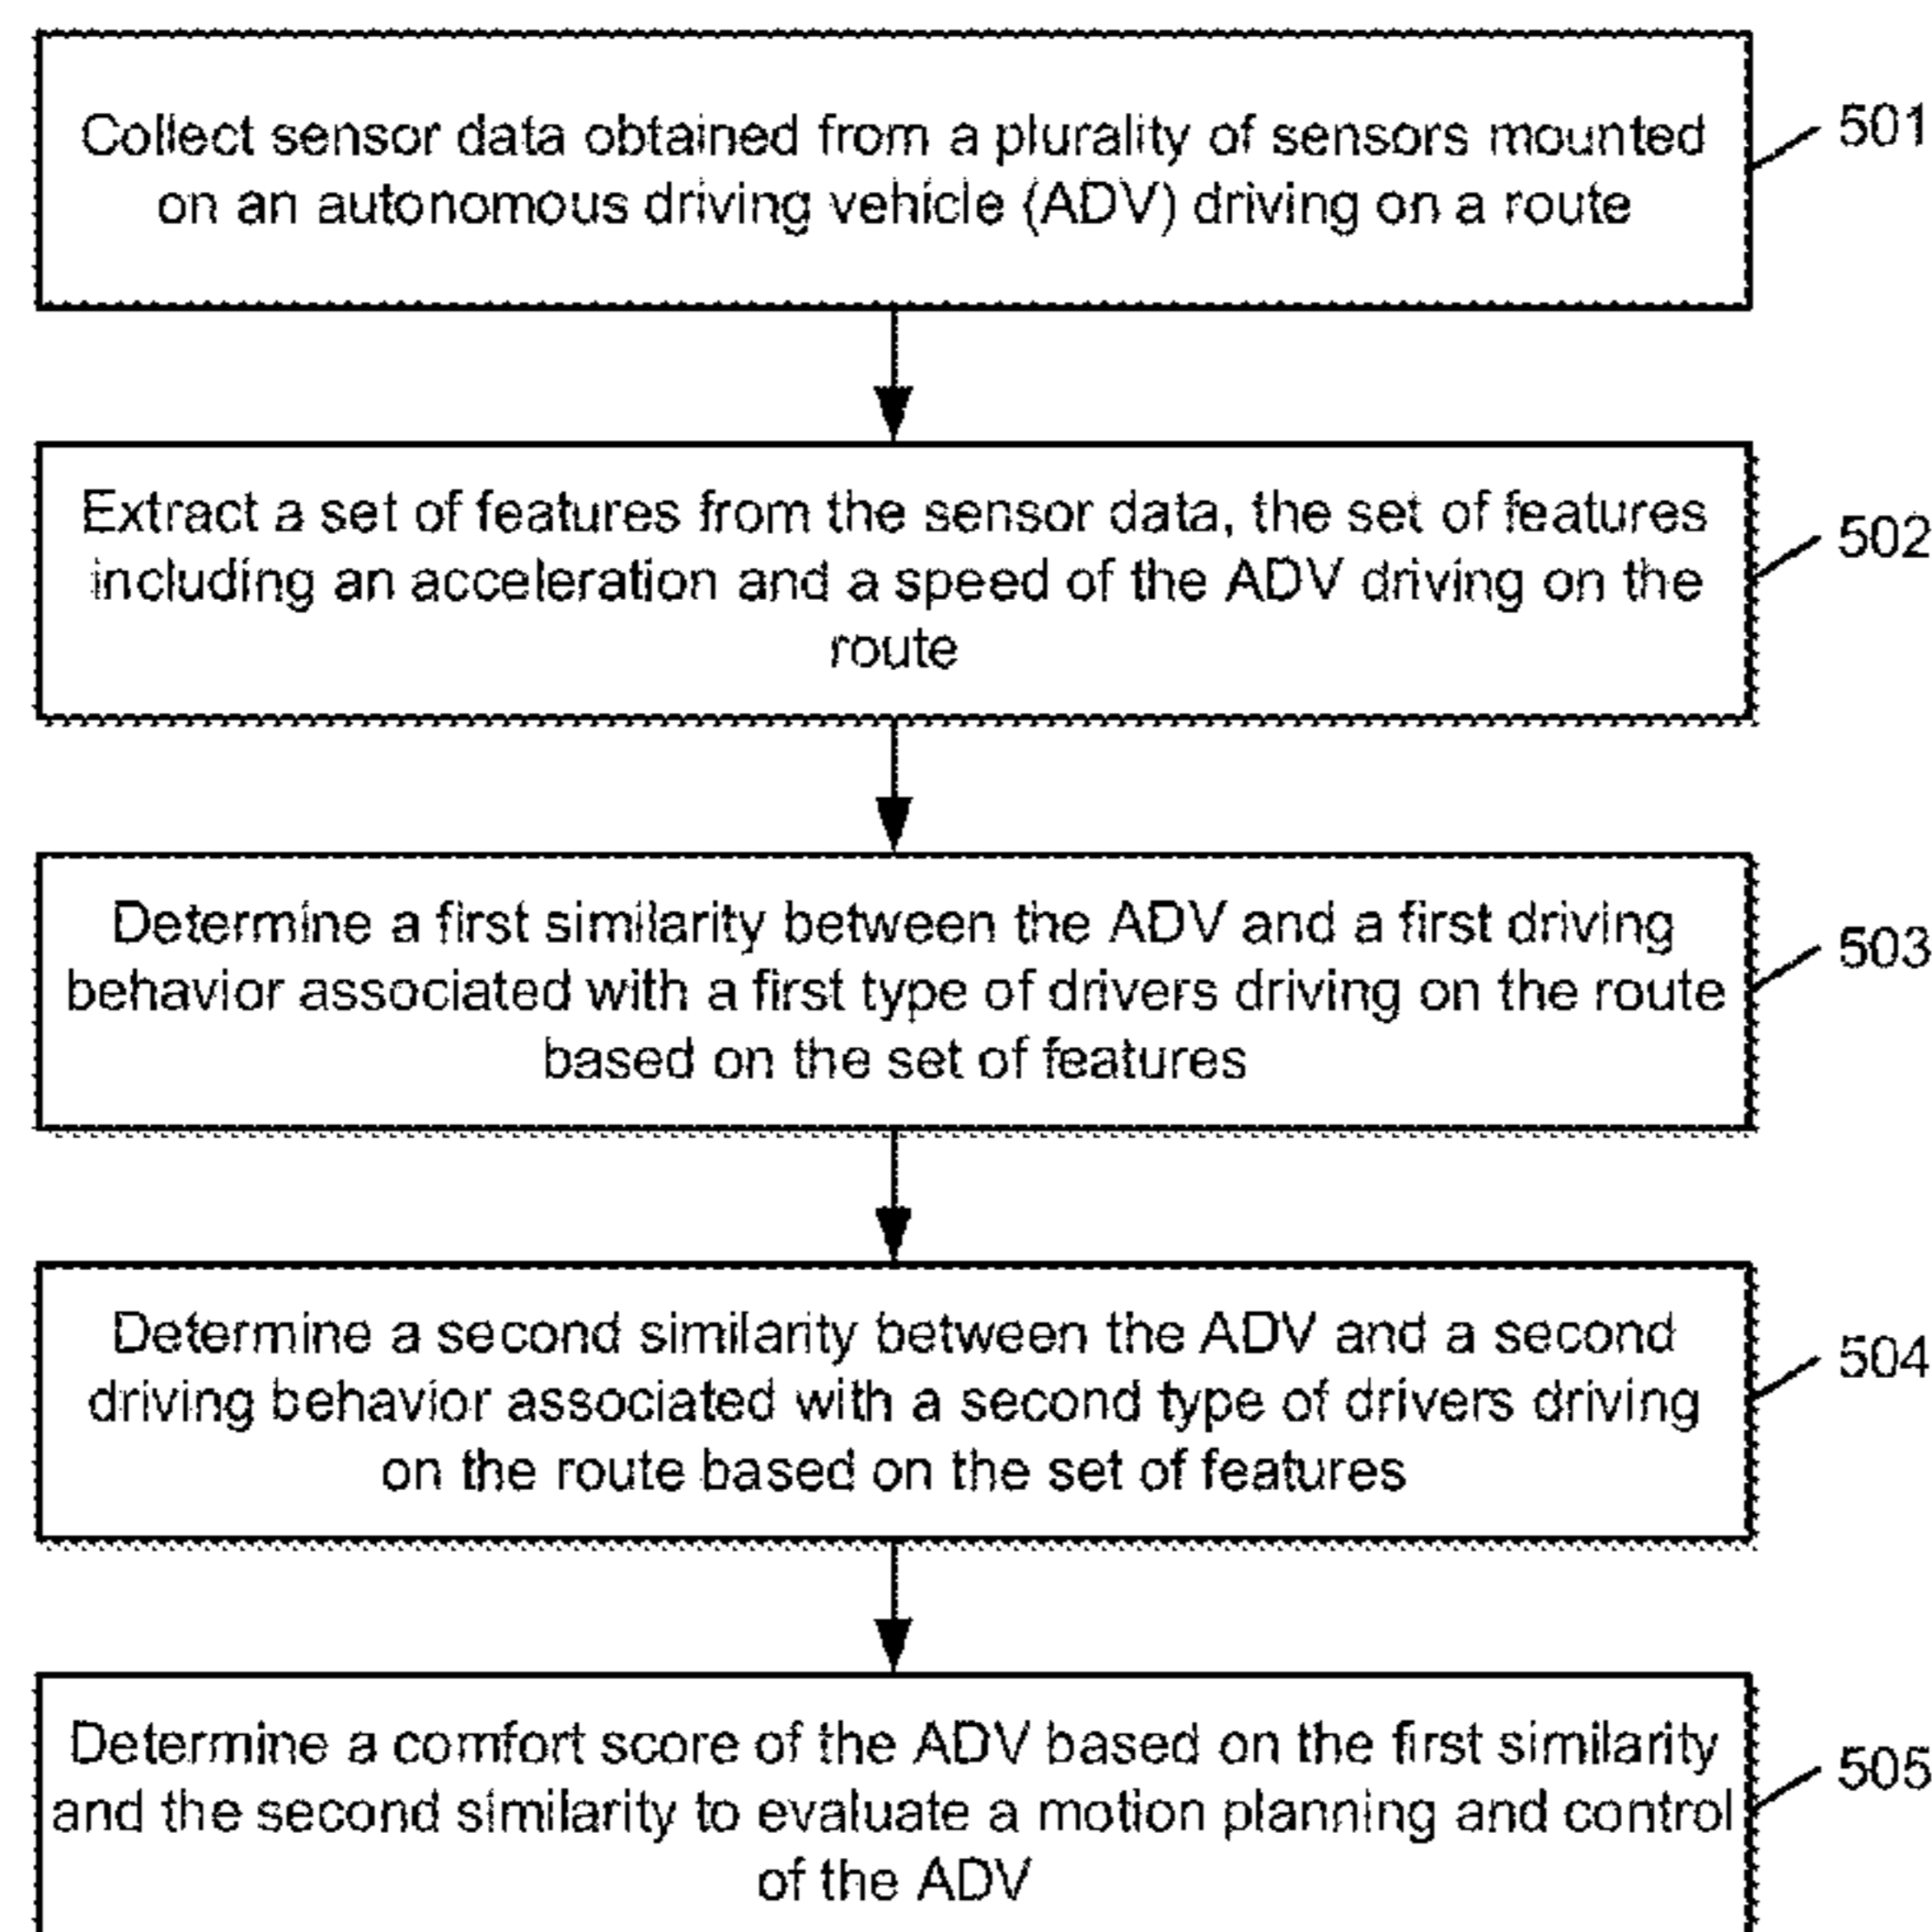 Collect sensor data obtained from a plurality of sensors mounted
on an autonomous driving vehicle (ADV) driving on a route
501
Extract a set of features from the sensor data, the set of features
including an acceleration and a speed of the ADV driving on the
route
502
Determine a first similarity between the ADV and a first driving
behavior associated with a first type of drivers driving on the route
based on the set of features
503
Determine a second similarity between the ADV and a second
driving behavior associated with a second type of drivers driving
on the route based on the set of features
504
Determine a comfort score of the ADV based on the first similarity
and the second similarity to evaluate a motion planning and control
of the ADV
505